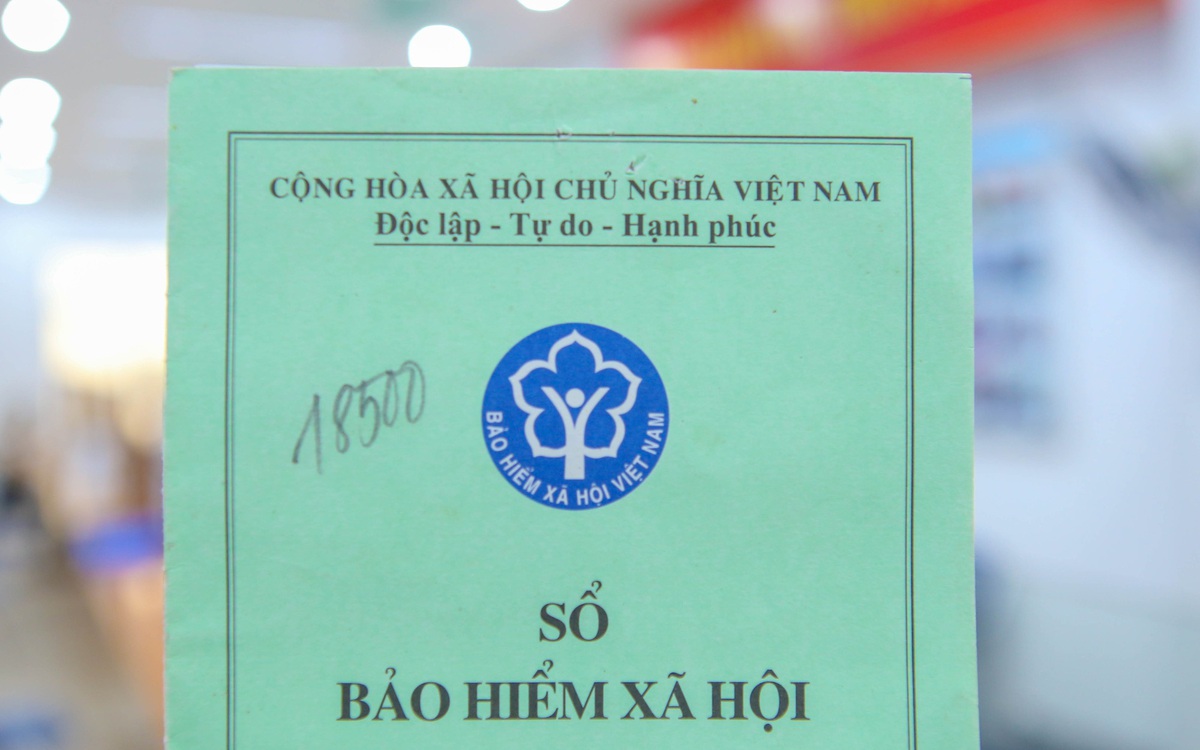 CỘNG HÒA XÃ HỘI CHỦ NGHĨA VIỆT NAM
Độc lập - Tự do - Hạnh phúc
18500
BẢO HIỂM XÃ HỘI VIỆT NAM
SỔ
BẢO HIỂM XÃ HỘI